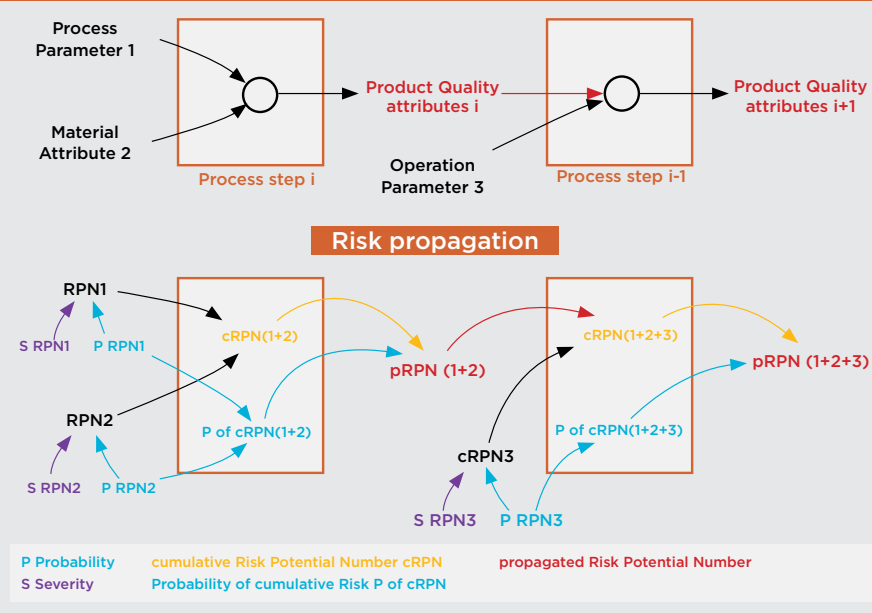 Process
Parameter 1
Material
Attribute 2
Product Quality
attributes i
Process step i
Operation
Parameter 3
Product Quality
attributes i+1
Process step i-1
Risk propagation
RPN1
S RPN1
P RPN1
RPN2
S RPN2
P RPN2
cRPN(1+2)
P of cRPN(1+2)
pRPN (1+2)
cRPN3
S RPN3
P RPN3
cRPN(1+2+3)
P of cRPN(1+2+3)
pRPN (1+2+3)
P Probability
cumulative Risk Potential Number cRPN
propagated Risk Potential Number
S Severity
Probability of cumulative Risk P of cRPN